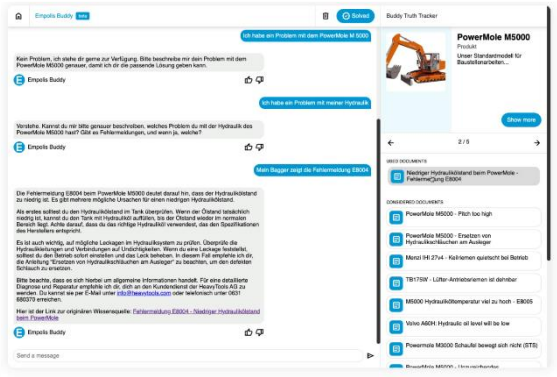 Empolis Buddy beta
Solved
Ich habe ein Problem mit dem PowerMole M 5000
Kein Problem, ich stehe dir gerne zur Verfügung. Bitte beschreibe mir dein Problem mit dem
PowerMole M5000 genauer, damit ich dir die passende Lösung geben kann.
Empolis Buddy
Ich habe ein Problem mit meiner Hydraulik
Verstehe. Kannst du mir bitte genauer beschreiben, welches Problem du mit der Hydraulik des
PowerMole M5000 hast? Gibt es Fehlermeldungen, und wenn ja, welche?
Empolis Buddy
Mein Bagger zeigt die Fehlermeldung E8004
Die Fehlermeldung E8004 beim PowerMole M5000 deutet darauf hin, dass der Hydraulikölstand
zu niedrig ist. Es gibt mehrere mögliche Ursachen für einen niedrigen Hydraulikölstand.
Als erstes solltest du den Hydraulikölstand im Tank überprüfen. Wenn der Ölstand tatsächlich
niedrig ist, kannst du den Tank mit Hydrauliköl auffüllen, bis der Ölstand wieder im normalen
Bereich liegt. Achte darauf, dass du das richtige Hydrauliköl verwendest, das den Spezifikationen
des Herstellers entspricht.
Es ist auch wichtig, auf mögliche Leckagen im Hydrauliksystem zu prüfen. Überprüfe die
Hydraulikleitungen und Verbindungen auf Undichtigkeiten. Wenn du eine Leckage feststellst,
solltest du den Betrieb sofort einstellen und das Leck beheben. In diesem Fall empfehle ich dir,
die Anleitung "Ersetzen von Hydraulikschläuchen am Ausleger" zu beachten, um den defekten
Schlauch zu ersetzen.
Bitte beachte, dass es sich hierbei um allgemeine Informationen handelt. Für eine detaillierte
Diagnose und Reparatur empfehle ich dir, dich an den Kundendienst der HeavyTools AG zu
wenden. Du kannst sie per E-Mail unter info@heavytools.com oder telefonisch unter 0631
680370 erreichen.
Hier ist der Link zur originären Wissensquelle: Fehlermeldung E8004 - Niedriger Hydraulikölstand
beim PowerMole
Empolis Buddy
Send a message
Buddy Truth Tracker
PowerMole M5000
Produkt
Unser Standardmodell für
Baustellenarbeiten...
Show more
2 / 5
USED DOCUMENTS
Niedriger Hydraulikölstand beim PowerMole -
Fehlermeldung E8004
CONSIDERED DOCUMENTS
PowerMole M5000 - Pitch too high
PowerMole M5000 - Ersetzen von
Hydraulikschläuchen am Ausleger
Menzi IHI 27v4 - Keilriemen quietscht bei Betrieb
TB175W - Lüfter-Antriebsriemen ist dehnbar
M5000 Hydrauliköltemperatur viel zu hoch - E8005
Volvo A60H: Hydraulic oil level will be low
Powermole M3000 Schaufel bewegt sich nicht (STS)